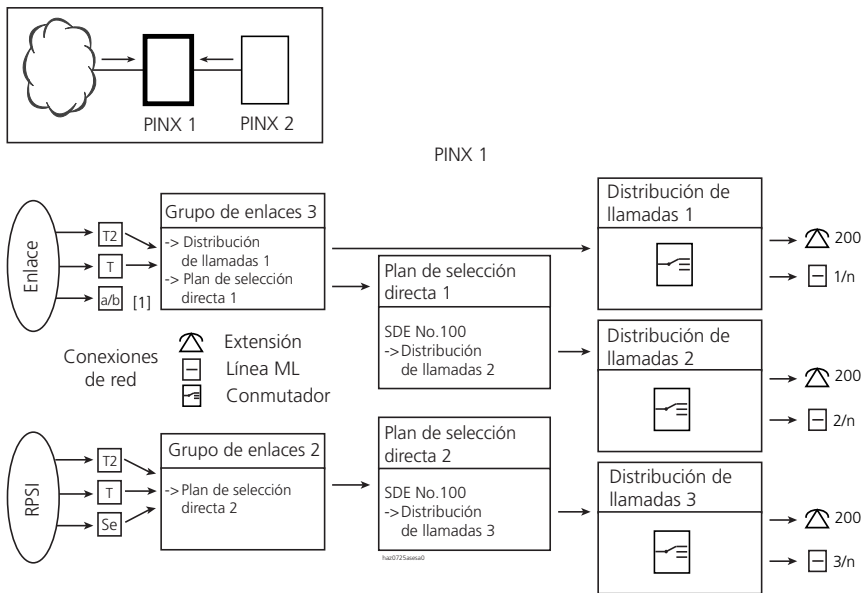 PINX 1
PINX 2
PINX 1
Enlace
T2
T
a/b
[1]
Grupo de enlaces 3
-> Distribución
de llamadas 1
-> Plan de selección
directa 1
Plan de selección
directa 1
SDE No.100
->Distribución
de llamadas 2
Distribución de
llamadas 1
200
1/n
Distribución de
llamadas 2
200
2/n
Conexiones
de red
Extensión
Línea ML
Conmutador
RPSI
T2
T
Se
Grupo de enlaces 2
->Plan de selección
directa 2
Plan de selección
directa 2
SDE No.100
->Distribución
de llamadas 3
haz0725asesa0
Distribución de
llamadas 3
200
3/n